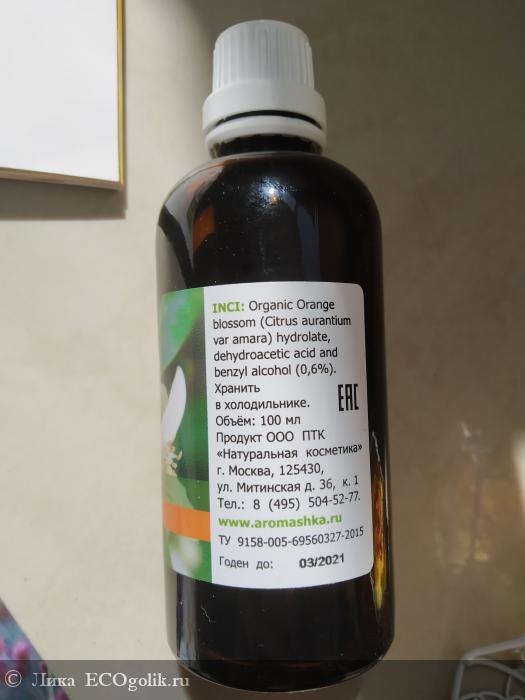 INCI: Organic Orange
blossom (Citrus aurantium
var amara) hydrolate,
dehydroacetic acid and
benzyl alcohol (0,6%).
Хранить
в холодильнике.
EAC
Объём: 100 мл
Продукт ООО ПТК
«Натуральная косметика»
г. Москва, 125430,
ул. Митинская д. 36, к. 1
Тел.: 8 (495) 504-52-77.
www.aromashka.ru
ТУ 9158-005-69560327-2015
Годен до: 03/2021
© Лика ECOgolik.ru